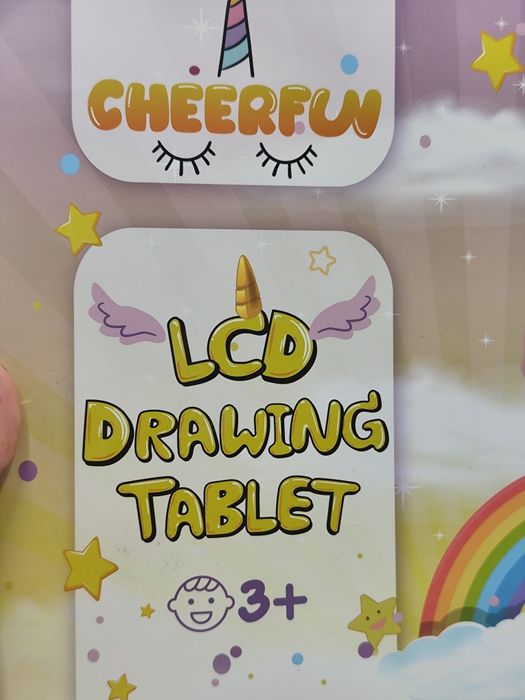 CHEERFUN
LCD
DRAWING
TABLET
3+